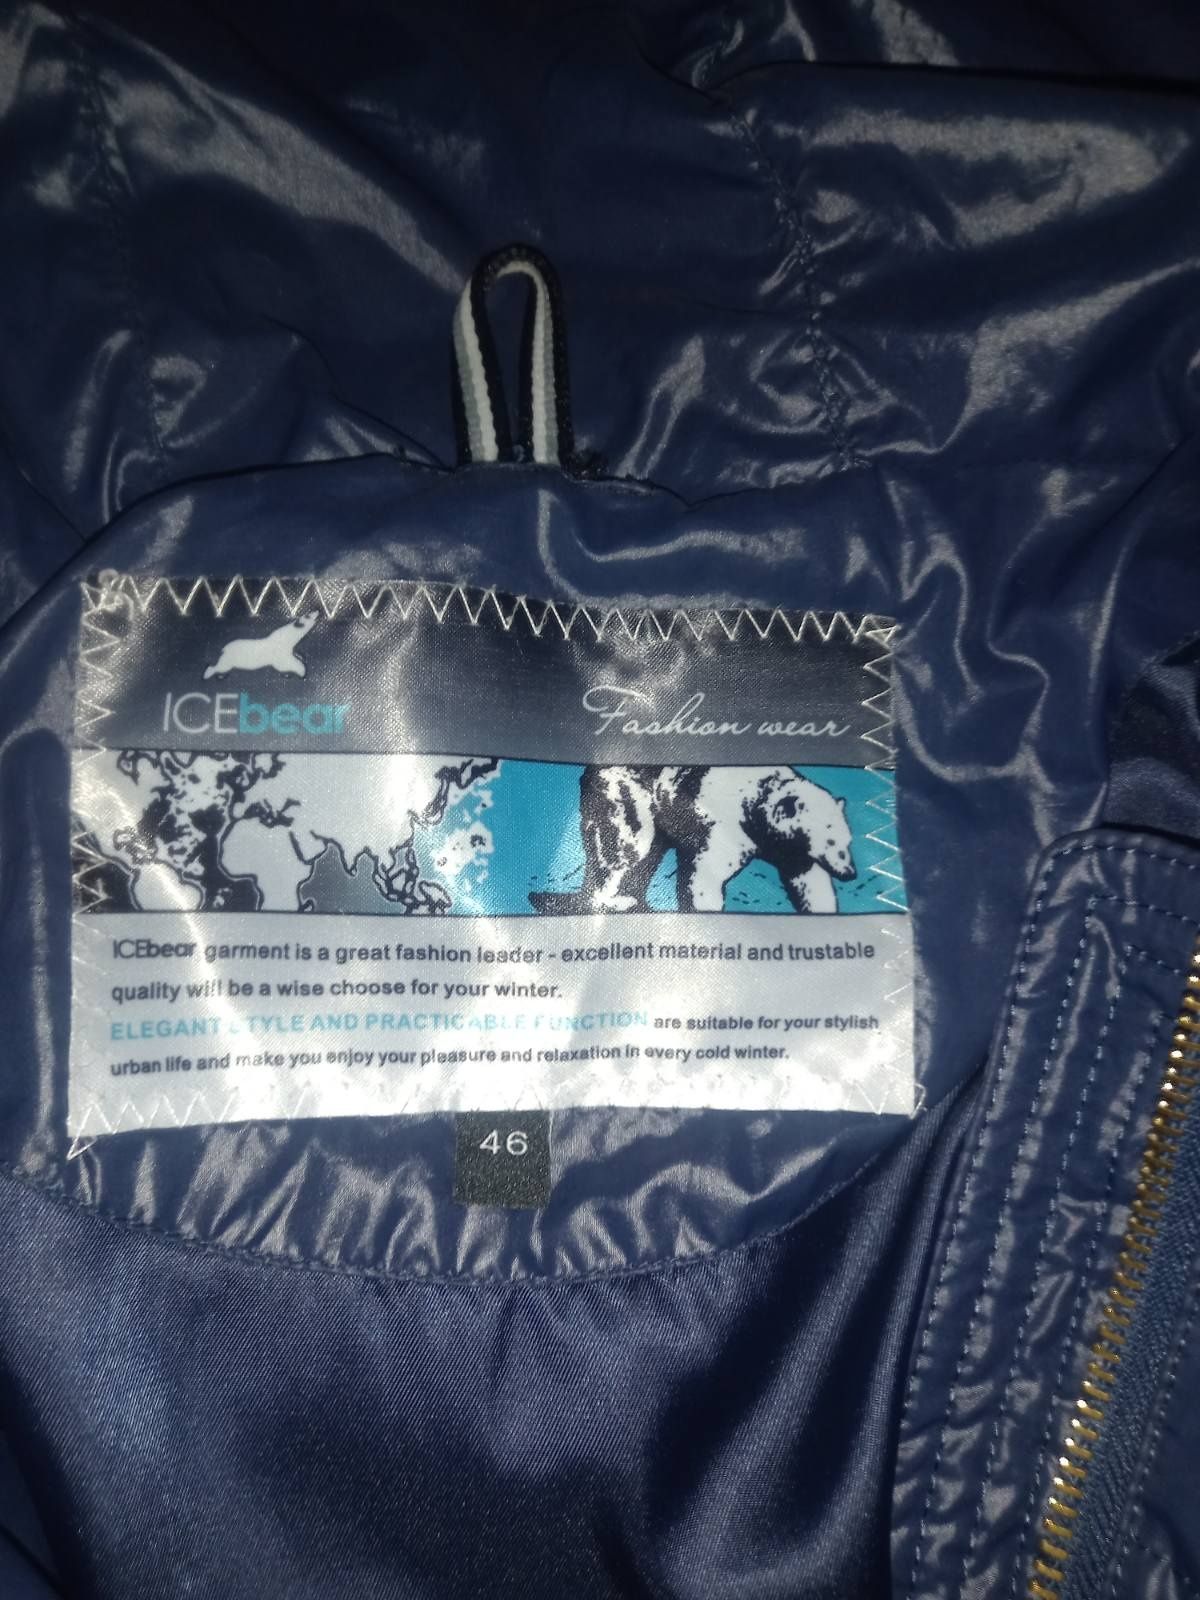 ICEbear
Fashion wear
ICEbear garment is a great fashion leader - excellent material and trustable
quality will be a wise choose for your winter.
ELEGANT STYLE AND PRACTICABLE FUNCTION are suitable for your stylish
urban life and make you enjoy your pleasure and relaxation in every cold winter.
46